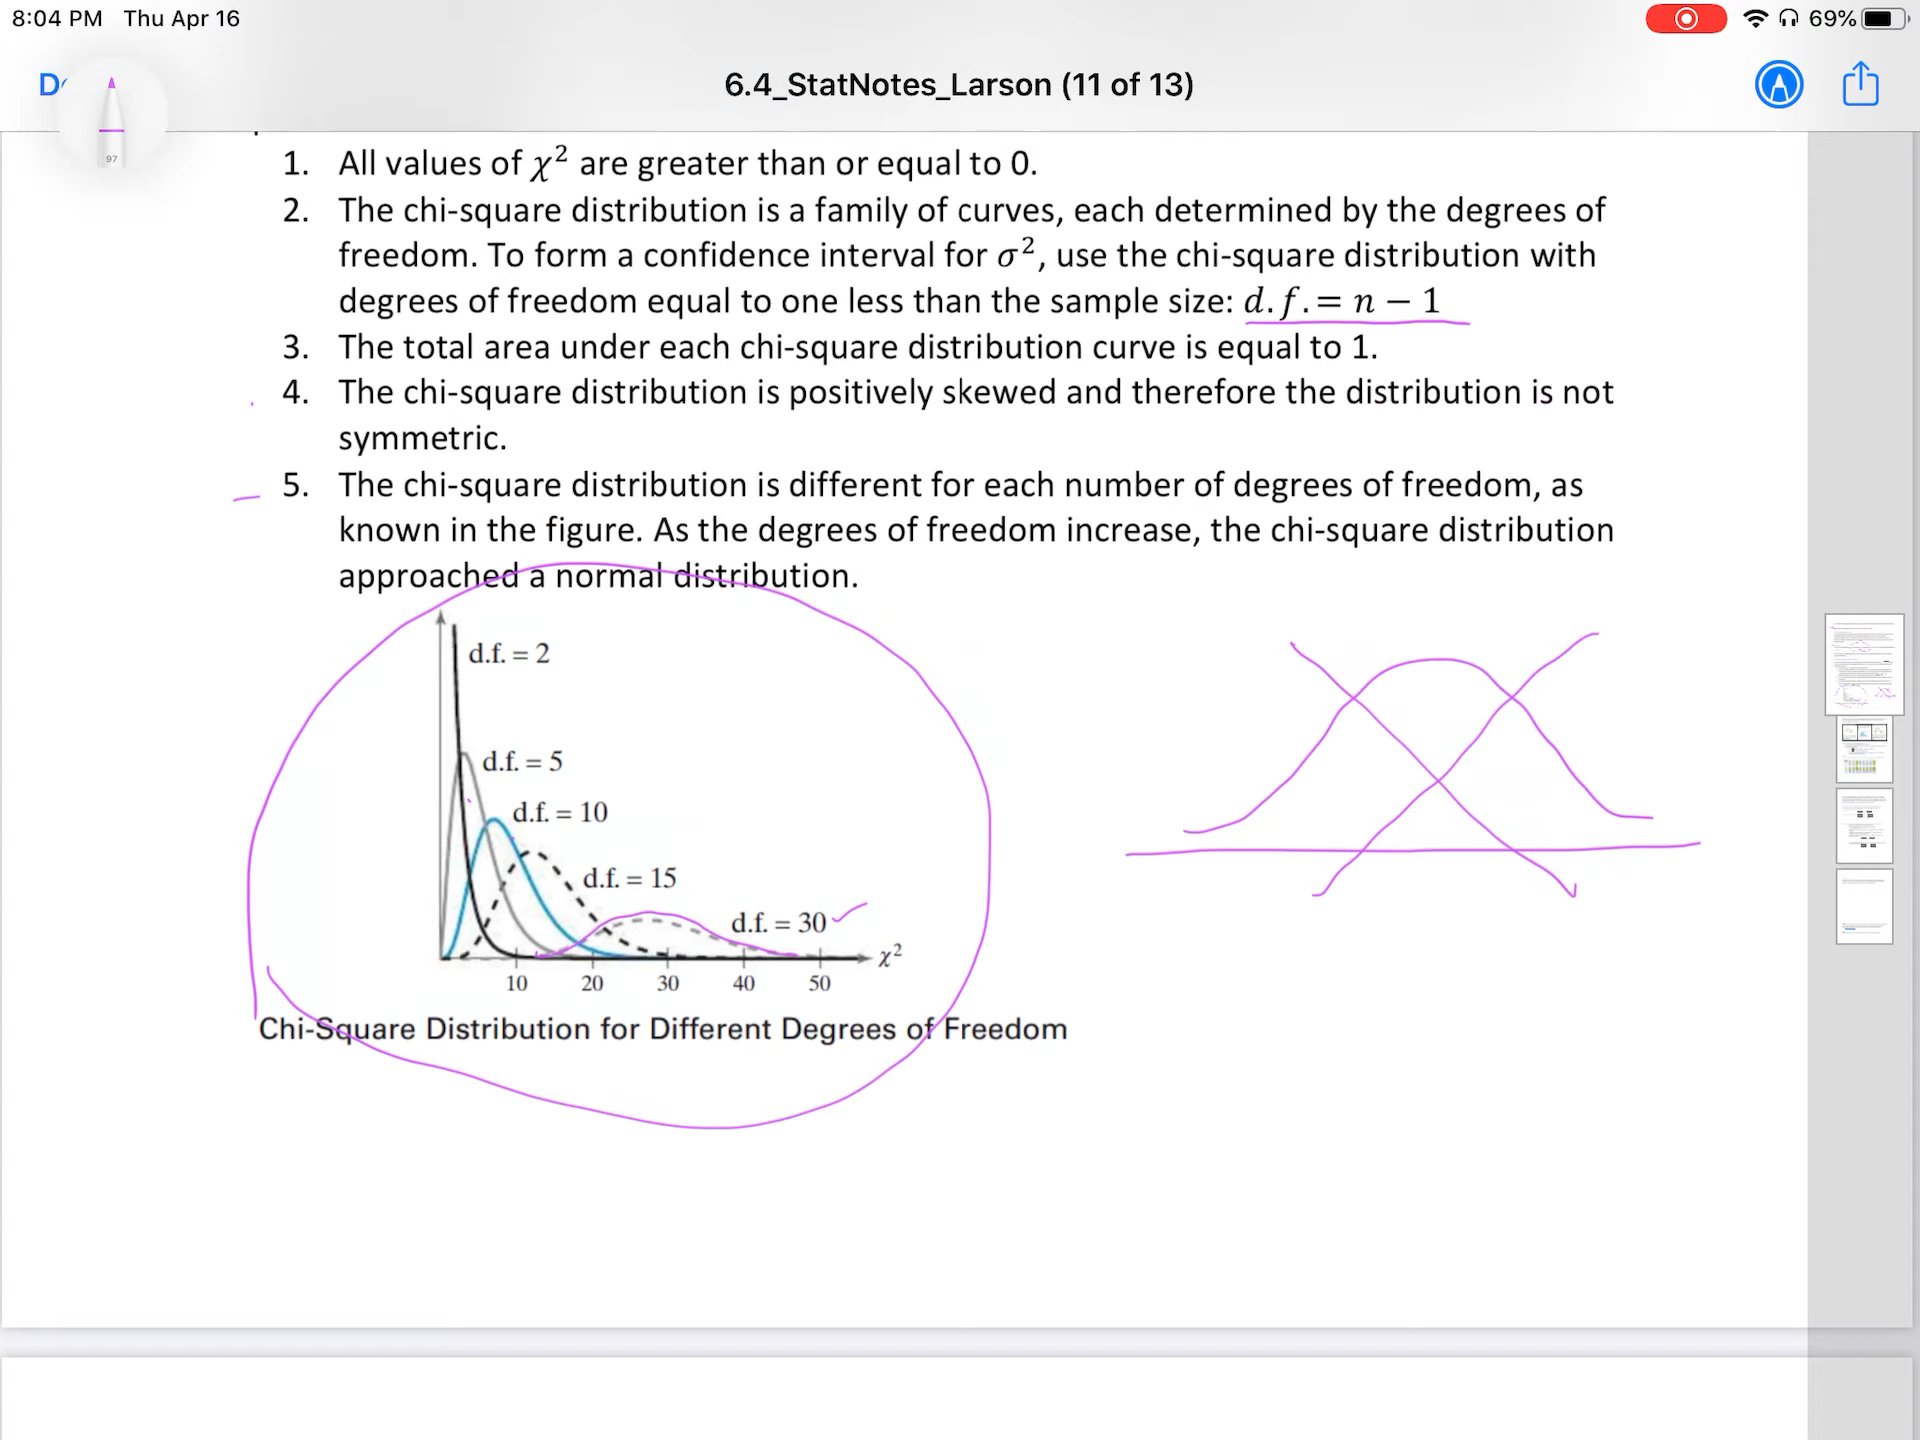 8:04 PM Thu Apr 16
69%
6.4_StatNotes_Larson (11 of 13)
97
1. All values of χ² are greater than or equal to 0.
2. The chi-square distribution is a family of curves, each determined by the degrees of
freedom. To form a confidence interval for σ², use the chi-square distribution with
degrees of freedom equal to one less than the sample size: d.f.= n − 1
3. The total area under each chi-square distribution curve is equal to 1.
4. The chi-square distribution is positively skewed and therefore the distribution is not
symmetric.
5. The chi-square distribution is different for each number of degrees of freedom, as
known in the figure. As the degrees of freedom increase, the chi-square distribution
approached a normal distribution.
d.f. = 2
d.f. = 5
d.f. = 10
d.f. = 15
d.f. = 30
χ²
10 20 30 40 50
Chi-Square Distribution for Different Degrees of Freedom